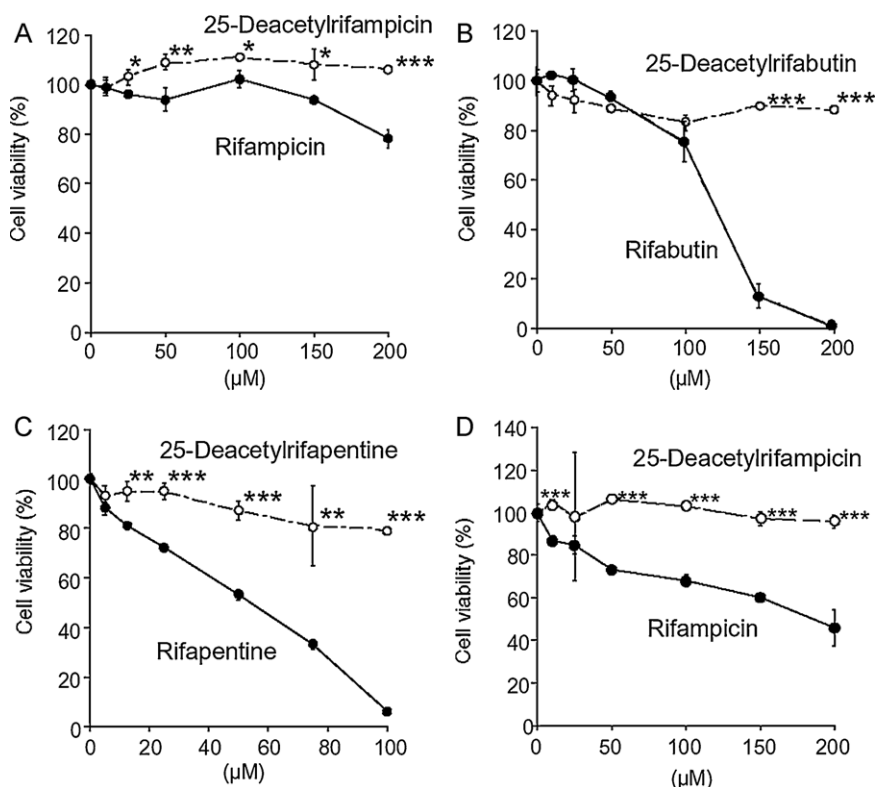 A
25-Deacetylrifampicin
120
100
80
60
40
20
0
Cell viability (%)
* ** * * ***
Rifampicin
0 50 100 150 200
(µM)
B
25-Deacetylrifabutin
120
100
80
60
40
20
0
Cell viability (%)
*** ***
Rifabutin
0 50 100 150 200
(µM)
C
25-Deacetylrifapentine
120
100
80
60
40
20
0
Cell viability (%)
** *** *** ** ***
Rifapentine
0 20 40 60 80 100
(µM)
D
25-Deacetylrifampicin
140
120
100
80
60
40
20
0
Cell viability (%)
*** *** *** *** ***
Rifampicin
0 50 100 150 200
(µM)